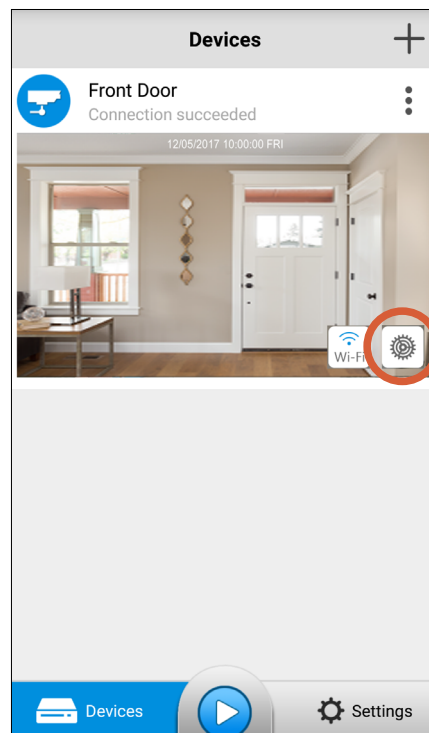 Devices
Front Door
Connection succeeded
12/05/2017 10:00:00 FRI
Wi-Fi
Devices
Settings